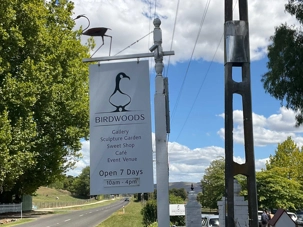 BIRDWOODS
Gallery
Sculpture Garden
Sweet Shop
Cafe
Event Venue
Open 7 Days
10am - 4pm